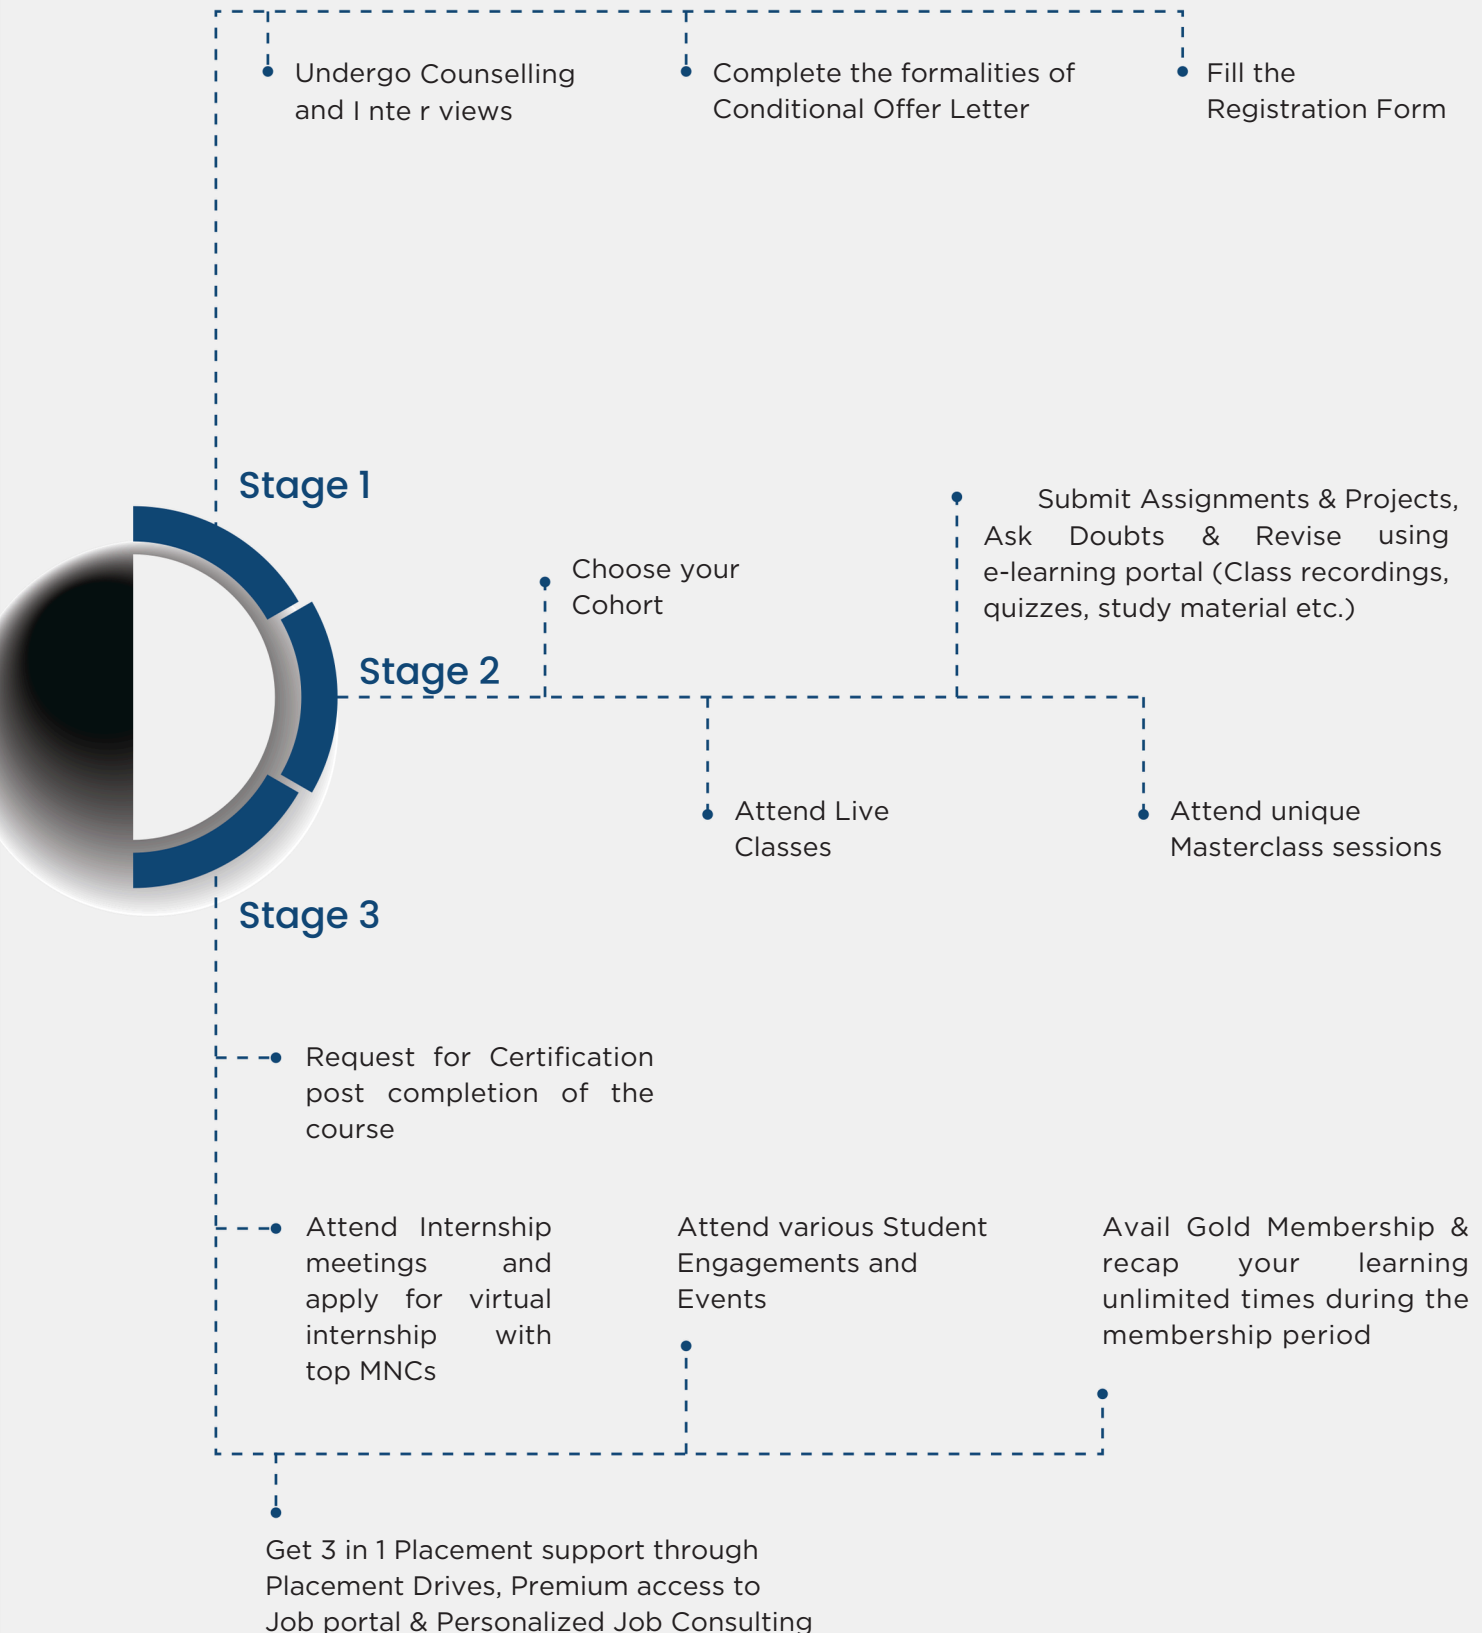 Undergo Counselling
and I nte r views
Complete the formalities of
Conditional Offer Letter
Fill the
Registration Form
Stage 1
Submit Assignments & Projects,
Ask Doubts & Revise using
e-learning portal (Class recordings,
quizzes, study material etc.)
Choose your
Cohort
Stage 2
Attend Live
Classes
Attend unique
Masterclass sessions
Stage 3
Request for Certification
post completion of the
course
Attend Internship
meetings and
apply for virtual
internship with
top MNCs
Attend various Student
Engagements and
Events
Avail Gold Membership &
recap your learning
unlimited times during the
membership period
Get 3 in 1 Placement support through
Placement Drives, Premium access to
Job portal & Personalized Job Consulting